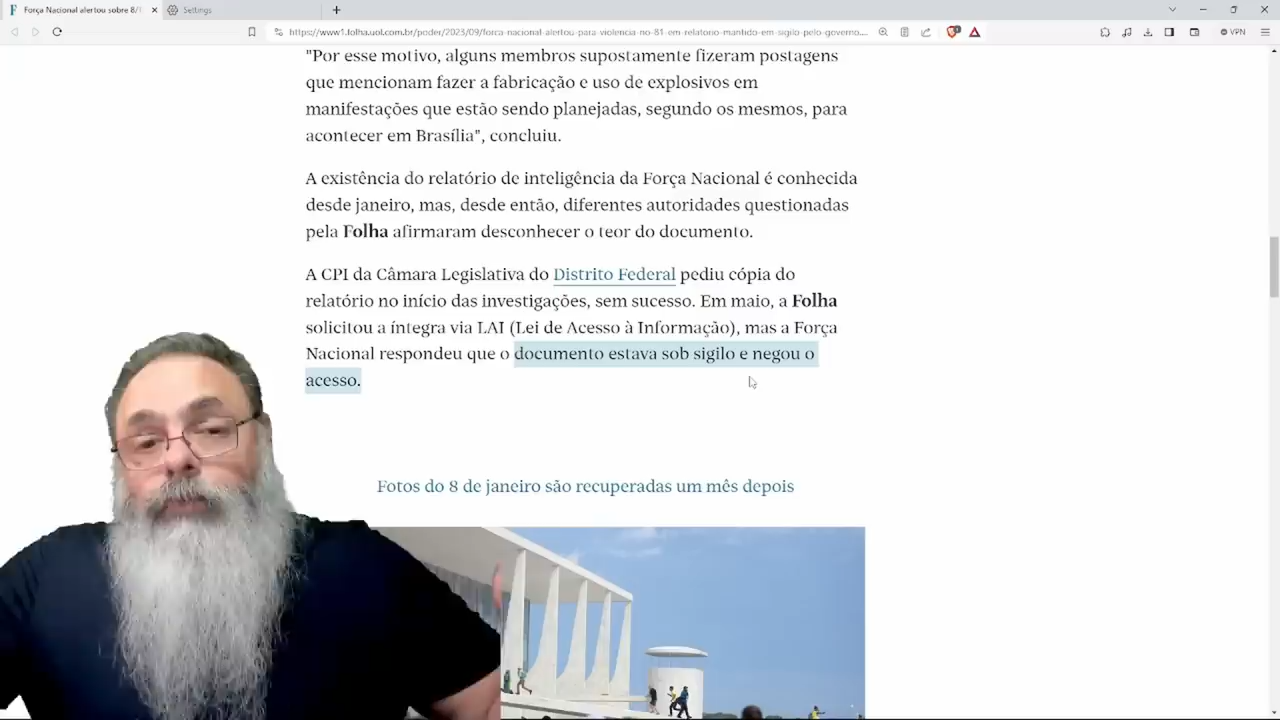 Força Nacional alertou sobre 8/1
Settings
https://www1.folha.uol.com.br/poder/2023/09/forca-nacional-alertou-para-violencia-no-81-em-relatorio-mantido-em-sigilo-pelo-governo...
VPN
"Por esse motivo, alguns membros supostamente fizeram postagens
que mencionam fazer a fabricação e uso de explosivos em
manifestações que estão sendo planejadas, segundo os mesmos, para
acontecer em Brasília", concluiu.
A existência do relatório de inteligência da Força Nacional é conhecida
desde janeiro, mas, desde então, diferentes autoridades questionadas
pela Folha afirmaram desconhecer o teor do documento.
A CPI da Câmara Legislativa do Distrito Federal pediu cópia do
relatório no início das investigações, sem sucesso. Em maio, a Folha
solicitou a íntegra via LAI (Lei de Acesso à Informação), mas a Força
Nacional respondeu que o documento estava sob sigilo e negou o
acesso.
Fotos do 8 de janeiro são recuperadas um mês depois